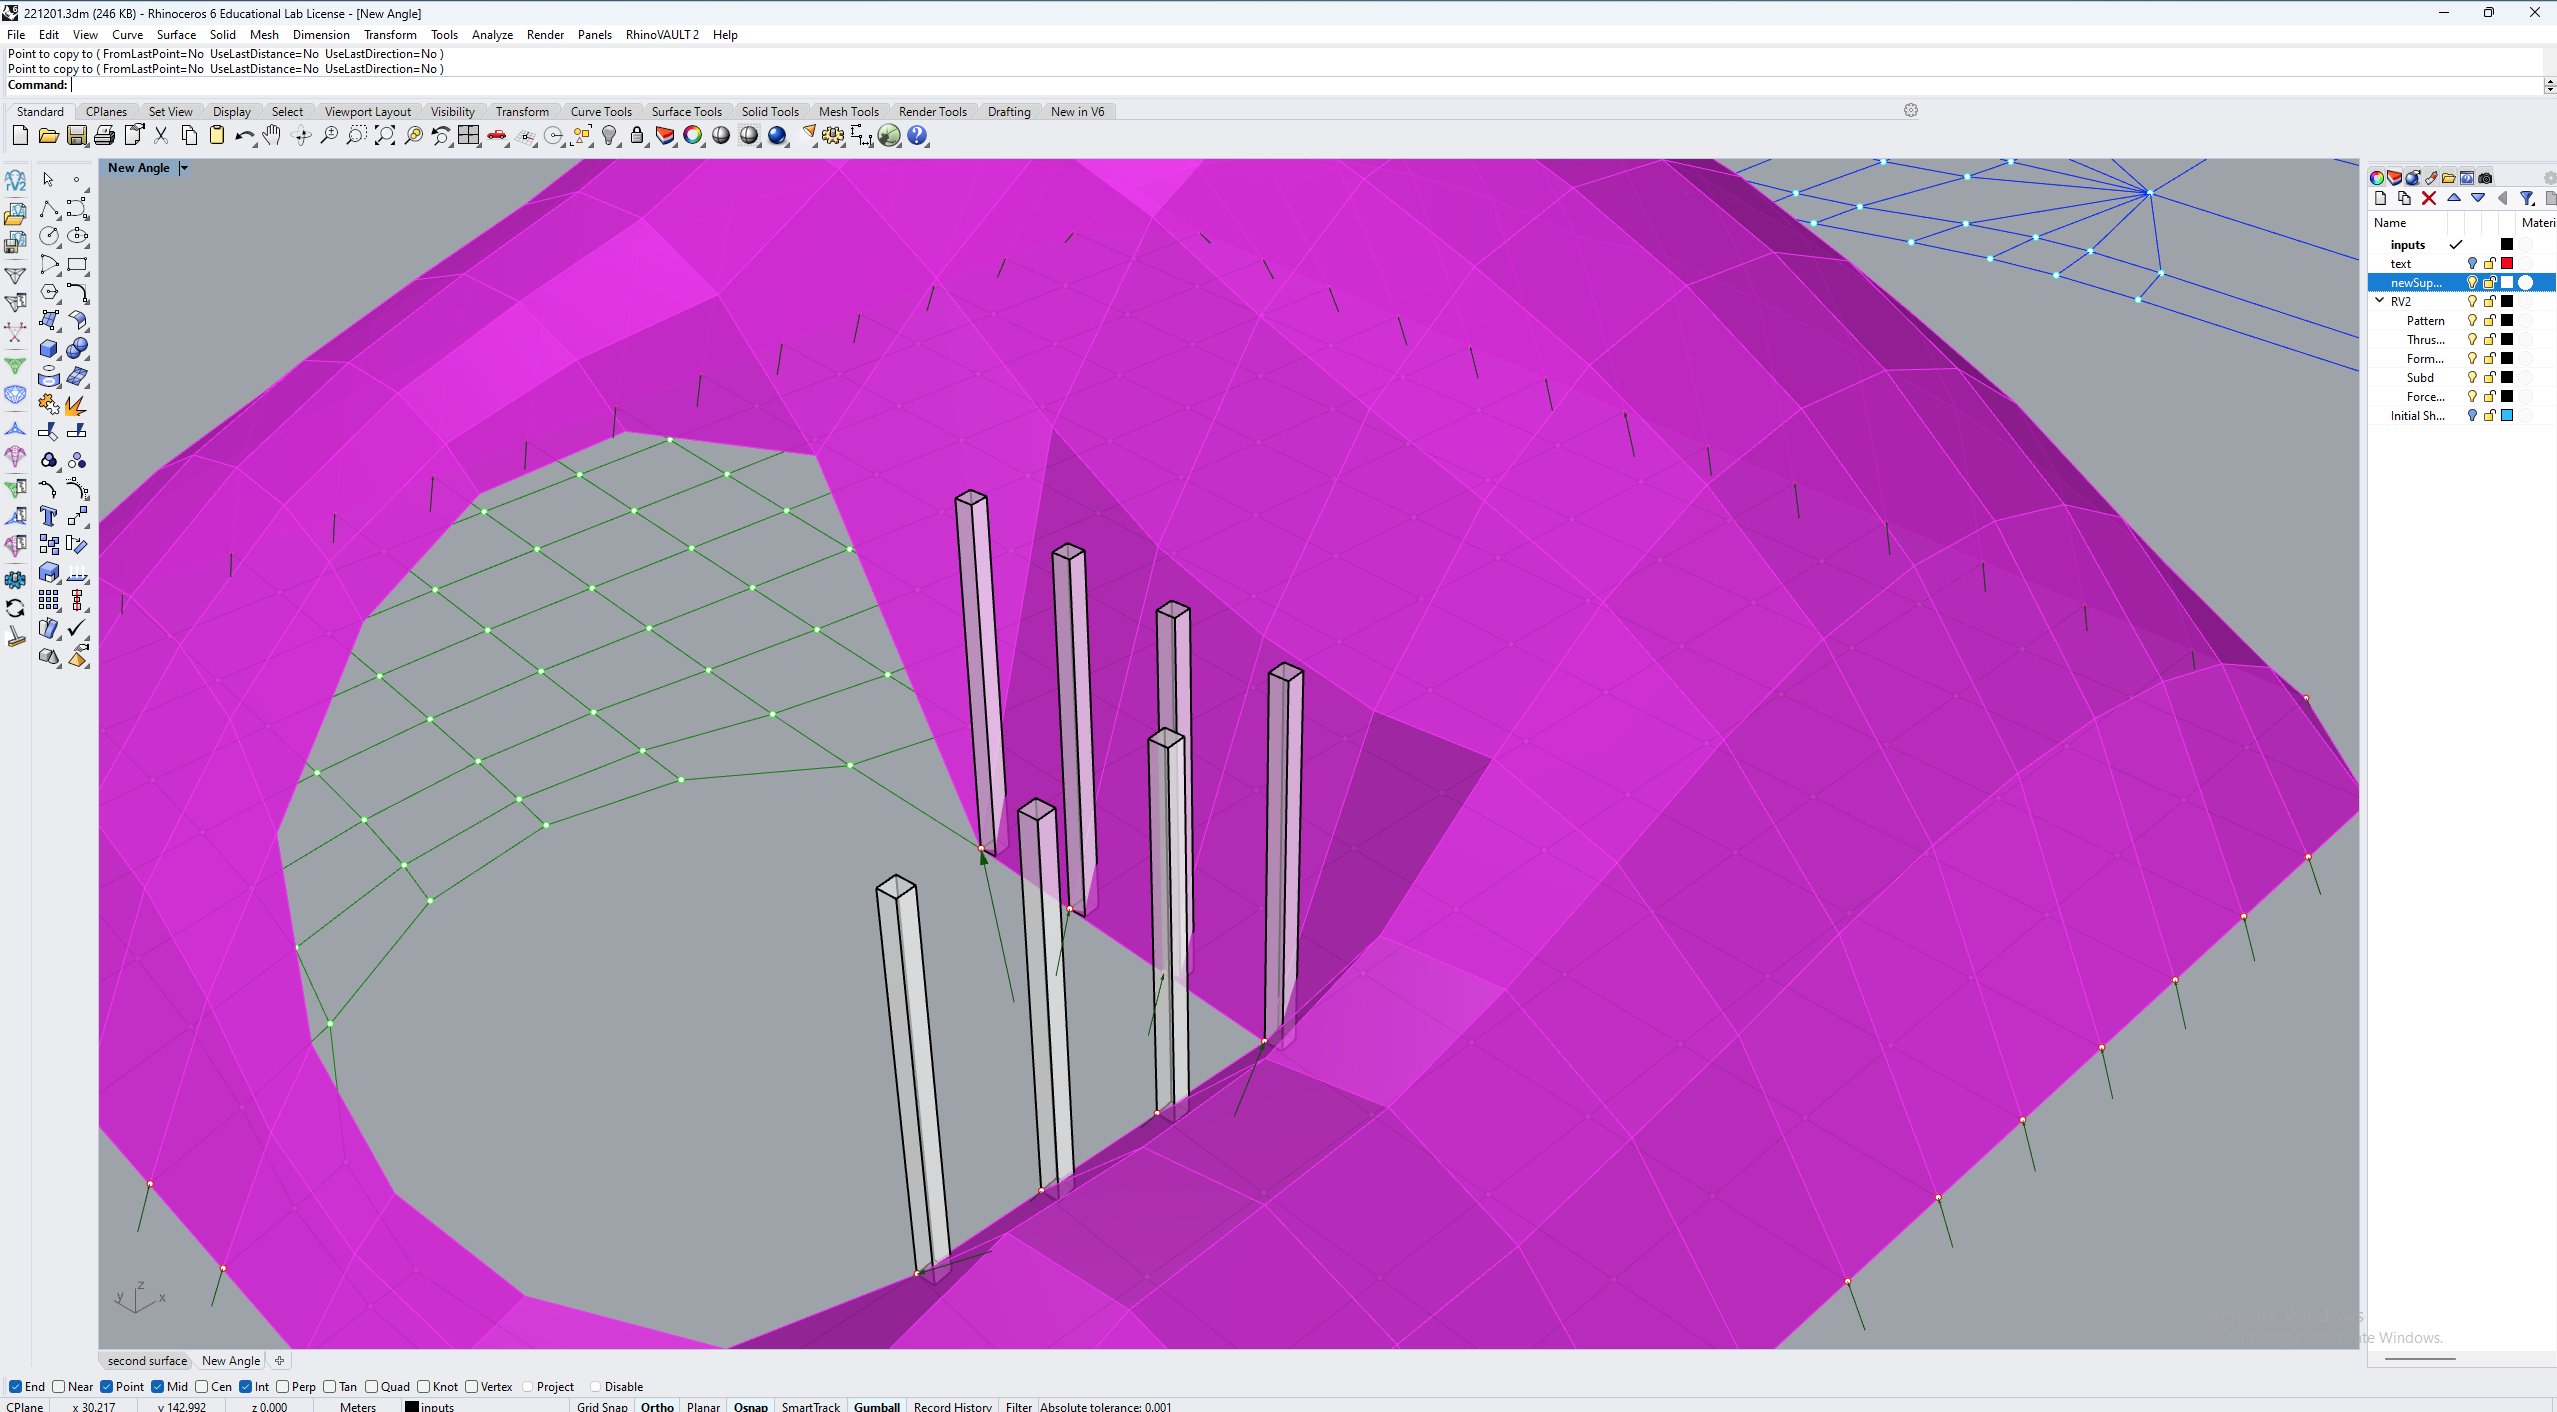 221201.3dm (246 KB) - Rhinoceros 6 Educational Lab License - [New Angle]
File Edit View Curve Surface Solid Mesh Dimension Transform Tools Analyze Render Panels RhinoVAULT2 Help
Point to copy to ( FromLastPoint=No UseLastDistance=No UseLastDirection=No )
Point to copy to ( FromLastPoint=No UseLastDistance=No UseLastDirection=No )
Command:
Standard CPlanes Set View Display Select Viewport Layout Visibility Transform Curve Tools Surface Tools Solid Tools Mesh Tools Render Tools Drafting New in V6
New Angle
Name Materi
inputs
text
newSup...
RV2
Pattern
Thrus...
Form...
Subd
Force...
Initial Sh...
z
y x
te Windows.
second surface New Angle
End Near Point Mid Cen Int Perp Tan Quad Knot Vertex Project Disable
CPlane x 30.217 y 142.992 z 0.000 Meters inputs Grid Snap Ortho Planar Osnap SmartTrack Gumball Record History Filter Absolute tolerance: 0.001